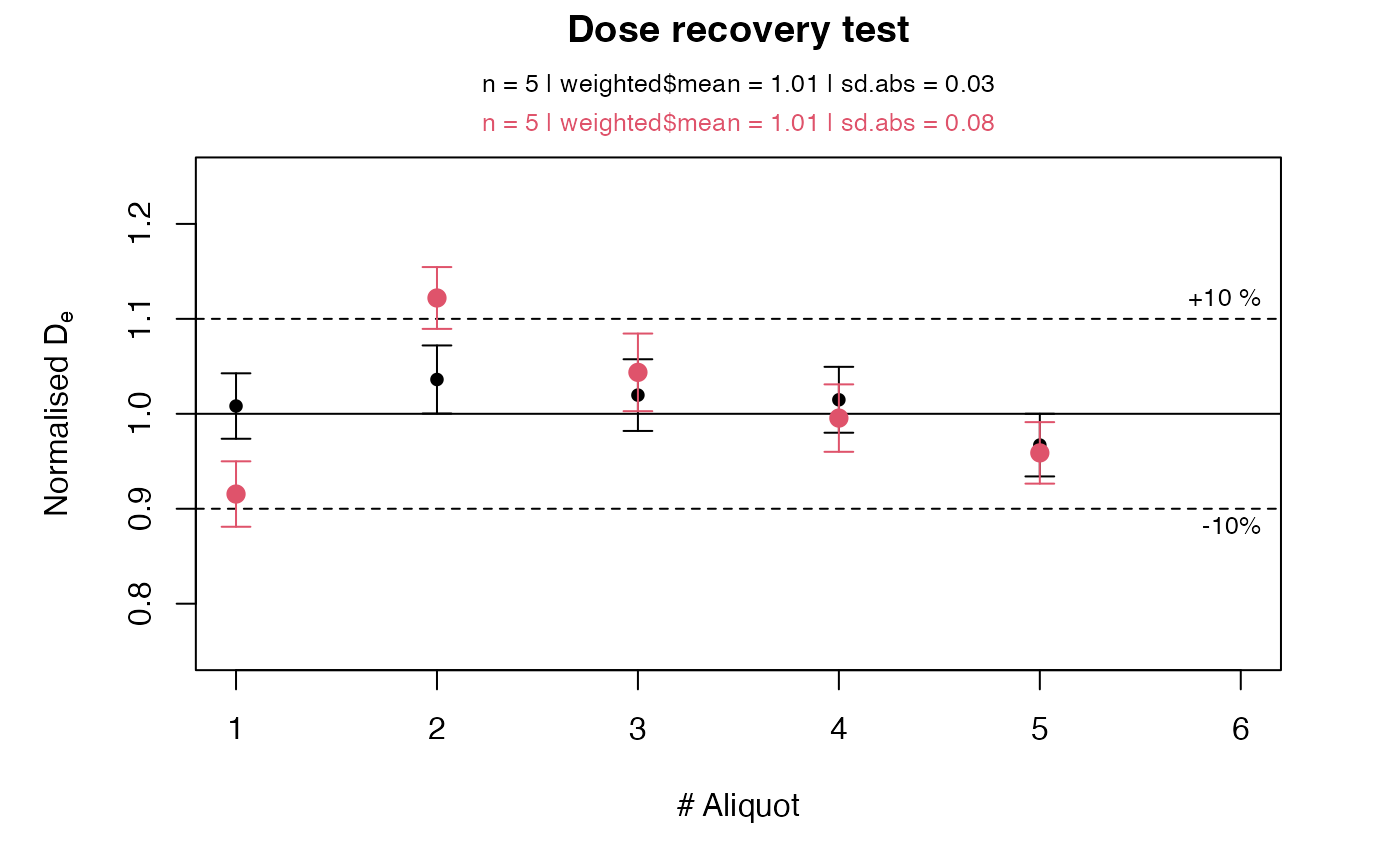 Dose recovery test
n = 5 | weighted$mean = 1.01 | sd.abs = 0.03
n = 5 | weighted$mean = 1.01 | sd.abs = 0.08
Normalised De
1.2
1.1
1.0
0.9
0.8
+10 %
-10%
1 2 3 4 5 6
# Aliquot